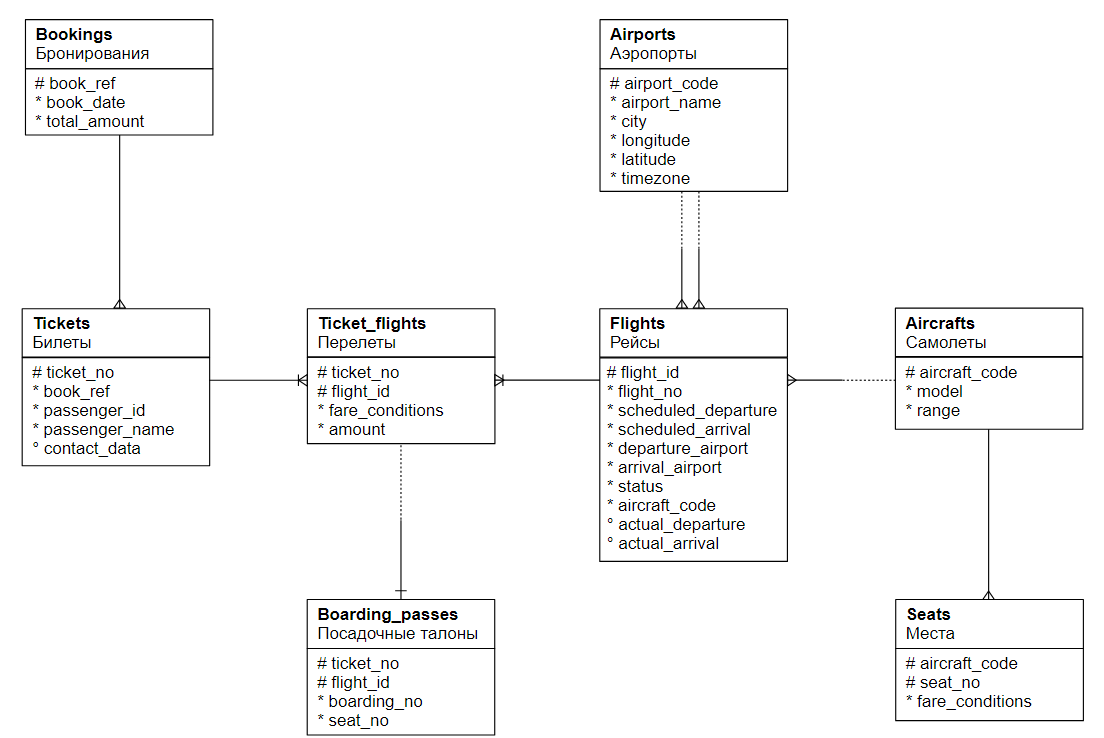 Bookings
Бронирования
# book_ref
* book_date
* total_amount
Airports
Аэропорты
# airport_code
* airport_name
* city
* longitude
* latitude
* timezone
Tickets
Билеты
# ticket_no
* book_ref
* passenger_id
* passenger_name
° contact_data
Ticket_flights
Перелеты
# ticket_no
# flight_id
* fare_conditions
* amount
Flights
Рейсы
# flight_id
* flight_no
* scheduled_departure
* scheduled_arrival
* departure_airport
* arrival_airport
* status
* aircraft_code
° actual_departure
° actual_arrival
Aircrafts
Самолеты
# aircraft_code
* model
* range
Boarding_passes
Посадочные талоны
# ticket_no
# flight_id
* boarding_no
* seat_no
Seats
Места
# aircraft_code
# seat_no
* fare_conditions